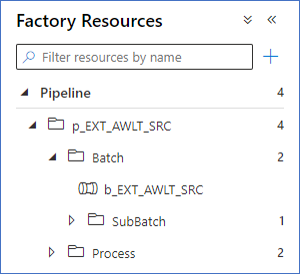 Factory Resources
Filter resources by name
Pipeline 4
p_EXT_AWLT_SRC 4
Batch 2
b_EXT_AWLT_SRC
SubBatch 1
Process 2